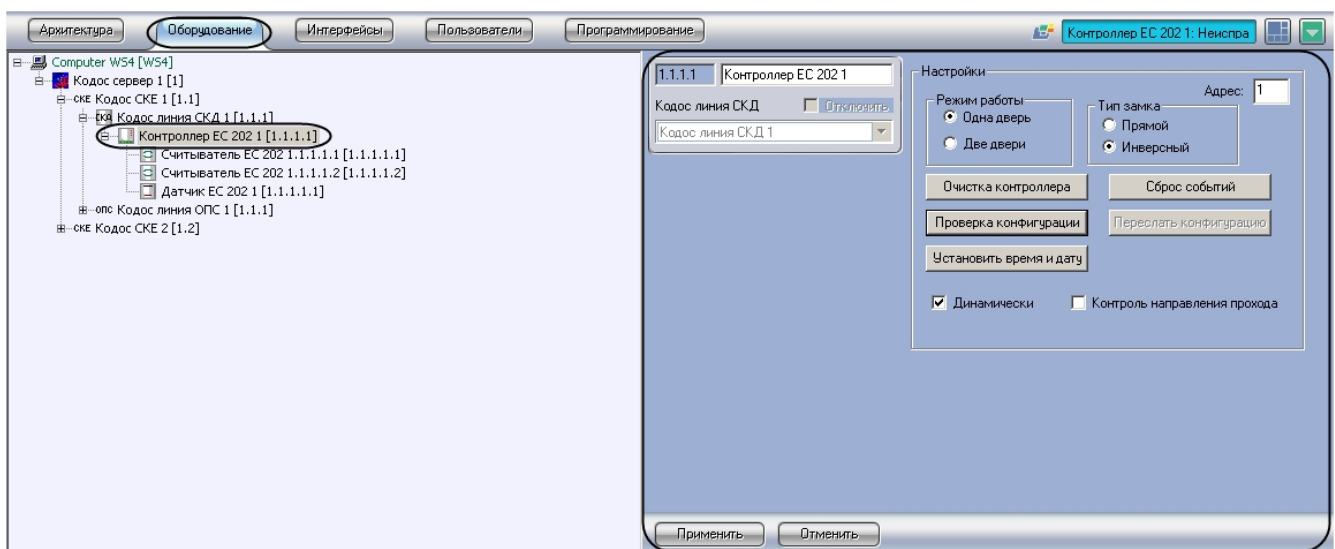 Архитектура Оборудование Интерфейсы Пользователи Программирование Контроллер ЕС 202 1: Неиспра
Computer WS4 [WS4]
Кодос сервер 1 [1]
СКЕ Кодос СКЕ 1 [1.1]
СКД Кодос линия СКД 1 [1.1.1]
Контроллер ЕС 202 1 [1.1.1.1]
Считыватель ЕС 202 1.1.1.1.1 [1.1.1.1.1]
Считыватель ЕС 202 1.1.1.1.2 [1.1.1.1.2]
Датчик ЕС 202 1 [1.1.1.1.1]
ОПС Кодос линия ОПС 1 [1.1.1]
СКЕ Кодос СКЕ 2 [1.2]
1.1.1.1 Контроллер ЕС 202 1
Кодос линия СКД Отключить
Кодос линия СКД 1
Настройки
Адрес: 1
Режим работы
Одна дверь
Две двери
Тип замка
Прямой
Инверсный
Очистка контроллера Сброс событий
Проверка конфигурации Переслать конфигурацию
Установить время и дату
Динамически Контроль направления прохода
Применить Отменить